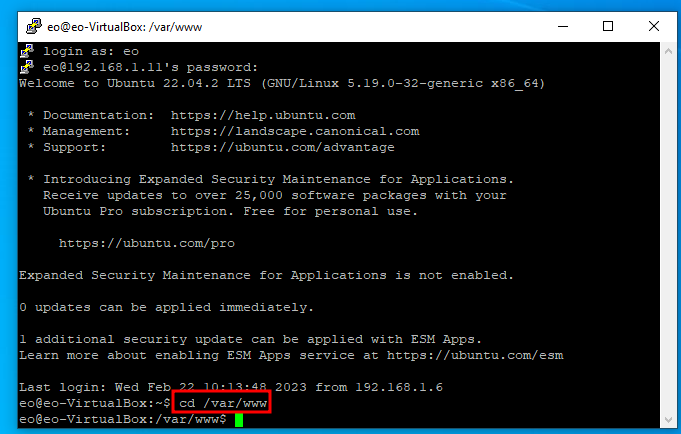 eo@eo-VirtualBox: /var/www
login as: eo
eo@192.168.1.11's password:
Welcome to Ubuntu 22.04.2 LTS (GNU/Linux 5.19.0-32-generic x86_64)
* Documentation:  https://help.ubuntu.com
* Management:     https://landscape.canonical.com
* Support:        https://ubuntu.com/advantage
* Introducing Expanded Security Maintenance for Applications.
Receive updates to over 25,000 software packages with your
Ubuntu Pro subscription. Free for personal use.
https://ubuntu.com/pro
Expanded Security Maintenance for Applications is not enabled.
0 updates can be applied immediately.
1 additional security update can be applied with ESM Apps.
Learn more about enabling ESM Apps service at https://ubuntu.com/esm
Last login: Wed Feb 22 10:13:48 2023 from 192.168.1.6
eo@eo-VirtualBox:~$ cd /var/www
eo@eo-VirtualBox:/var/www$